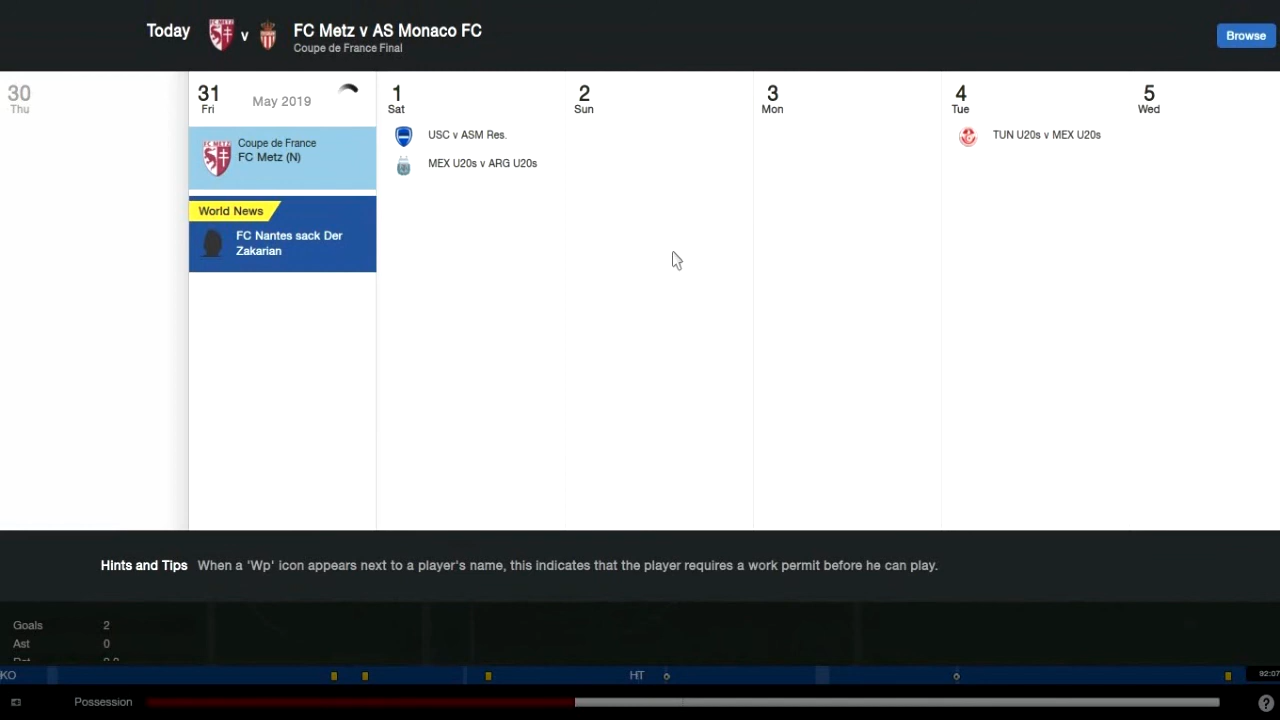 Today
v
FC Metz v AS Monaco FC
Coupe de France Final
Browse
30
Thu
31
Fri
May 2019
1
Sat
2
Sun
3
Mon
4
Tue
5
Wed
FC METZ
Coupe de France
FC Metz (N)
World News
FC Nantes sack Der
Zakarian
USC v ASM Res.
MEX U20s v ARG U20s
TUN U20s v MEX U20s
Hints and Tips When a 'Wp' icon appears next to a player's name, this indicates that the player requires a work permit before he can play.
Goals 2
Ast 0
KO
HT
92:07
Possession
?